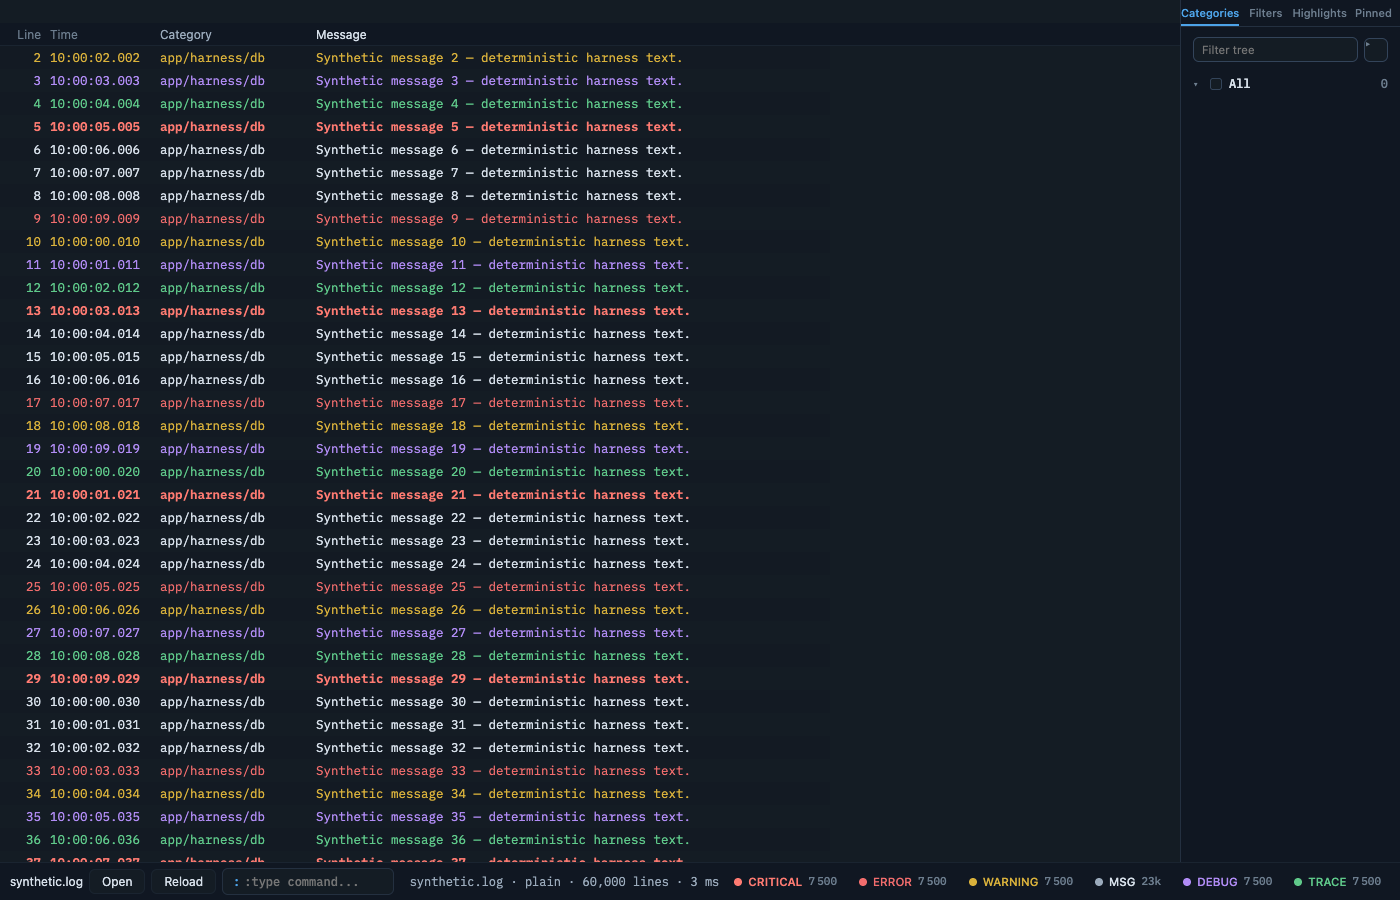 Categories Filters Highlights Pinned
Line Time Category Message
Filter tree
All 0
2 10:00:02.002 app/harness/db Synthetic message 2 — deterministic harness text.
3 10:00:03.003 app/harness/db Synthetic message 3 — deterministic harness text.
4 10:00:04.004 app/harness/db Synthetic message 4 — deterministic harness text.
5 10:00:05.005 app/harness/db Synthetic message 5 — deterministic harness text.
6 10:00:06.006 app/harness/db Synthetic message 6 — deterministic harness text.
7 10:00:07.007 app/harness/db Synthetic message 7 — deterministic harness text.
8 10:00:08.008 app/harness/db Synthetic message 8 — deterministic harness text.
9 10:00:09.009 app/harness/db Synthetic message 9 — deterministic harness text.
10 10:00:00.010 app/harness/db Synthetic message 10 — deterministic harness text.
11 10:00:01.011 app/harness/db Synthetic message 11 — deterministic harness text.
12 10:00:02.012 app/harness/db Synthetic message 12 — deterministic harness text.
13 10:00:03.013 app/harness/db Synthetic message 13 — deterministic harness text.
14 10:00:04.014 app/harness/db Synthetic message 14 — deterministic harness text.
15 10:00:05.015 app/harness/db Synthetic message 15 — deterministic harness text.
16 10:00:06.016 app/harness/db Synthetic message 16 — deterministic harness text.
17 10:00:07.017 app/harness/db Synthetic message 17 — deterministic harness text.
18 10:00:08.018 app/harness/db Synthetic message 18 — deterministic harness text.
19 10:00:09.019 app/harness/db Synthetic message 19 — deterministic harness text.
20 10:00:00.020 app/harness/db Synthetic message 20 — deterministic harness text.
21 10:00:01.021 app/harness/db Synthetic message 21 — deterministic harness text.
22 10:00:02.022 app/harness/db Synthetic message 22 — deterministic harness text.
23 10:00:03.023 app/harness/db Synthetic message 23 — deterministic harness text.
24 10:00:04.024 app/harness/db Synthetic message 24 — deterministic harness text.
25 10:00:05.025 app/harness/db Synthetic message 25 — deterministic harness text.
26 10:00:06.026 app/harness/db Synthetic message 26 — deterministic harness text.
27 10:00:07.027 app/harness/db Synthetic message 27 — deterministic harness text.
28 10:00:08.028 app/harness/db Synthetic message 28 — deterministic harness text.
29 10:00:09.029 app/harness/db Synthetic message 29 — deterministic harness text.
30 10:00:00.030 app/harness/db Synthetic message 30 — deterministic harness text.
31 10:00:01.031 app/harness/db Synthetic message 31 — deterministic harness text.
32 10:00:02.032 app/harness/db Synthetic message 32 — deterministic harness text.
33 10:00:03.033 app/harness/db Synthetic message 33 — deterministic harness text.
34 10:00:04.034 app/harness/db Synthetic message 34 — deterministic harness text.
35 10:00:05.035 app/harness/db Synthetic message 35 — deterministic harness text.
36 10:00:06.036 app/harness/db Synthetic message 36 — deterministic harness text.
37 10:00:07.037 app/harness/db Synthetic message 37 — deterministic harness text.
synthetic.log Open Reload : :type command... synthetic.log · plain · 60,000 lines · 3 ms CRITICAL 7 500 ERROR 7 500 WARNING 7 500 MSG 23k DEBUG 7 500 TRACE 7 500